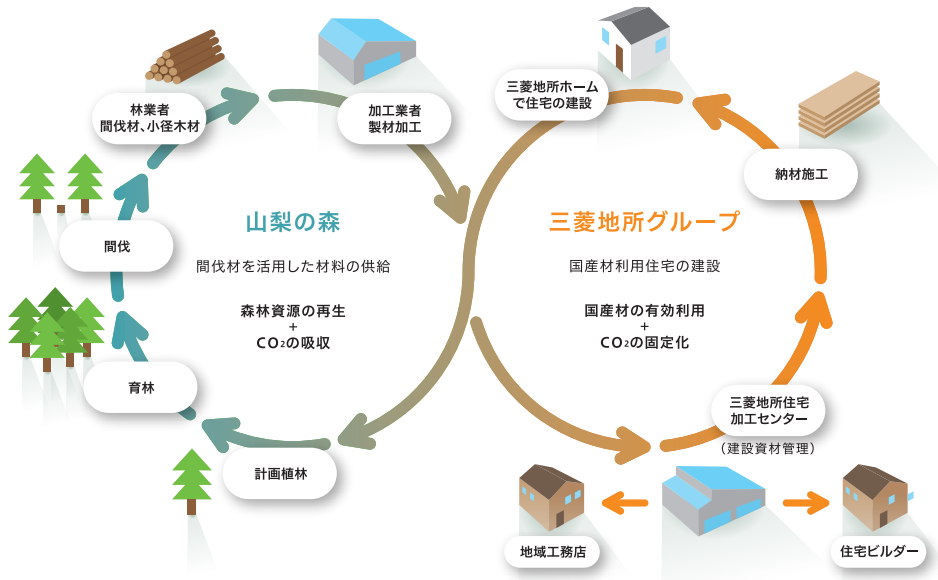 林業者
間伐材、小径木材
加工業者
製材加工
三菱地所ホーム
で住宅の建設
納材施工
間伐
山梨の森
間伐材を活用した材料の供給
森林資源の再生
+
CO2の吸収
三菱地所グループ
国産材利用住宅の建設
国産材の有効利用
+
CO2の固定化
育林
計画植林
三菱地所住宅
加工センター
(建設資材管理)
地域工務店
住宅ビルダー